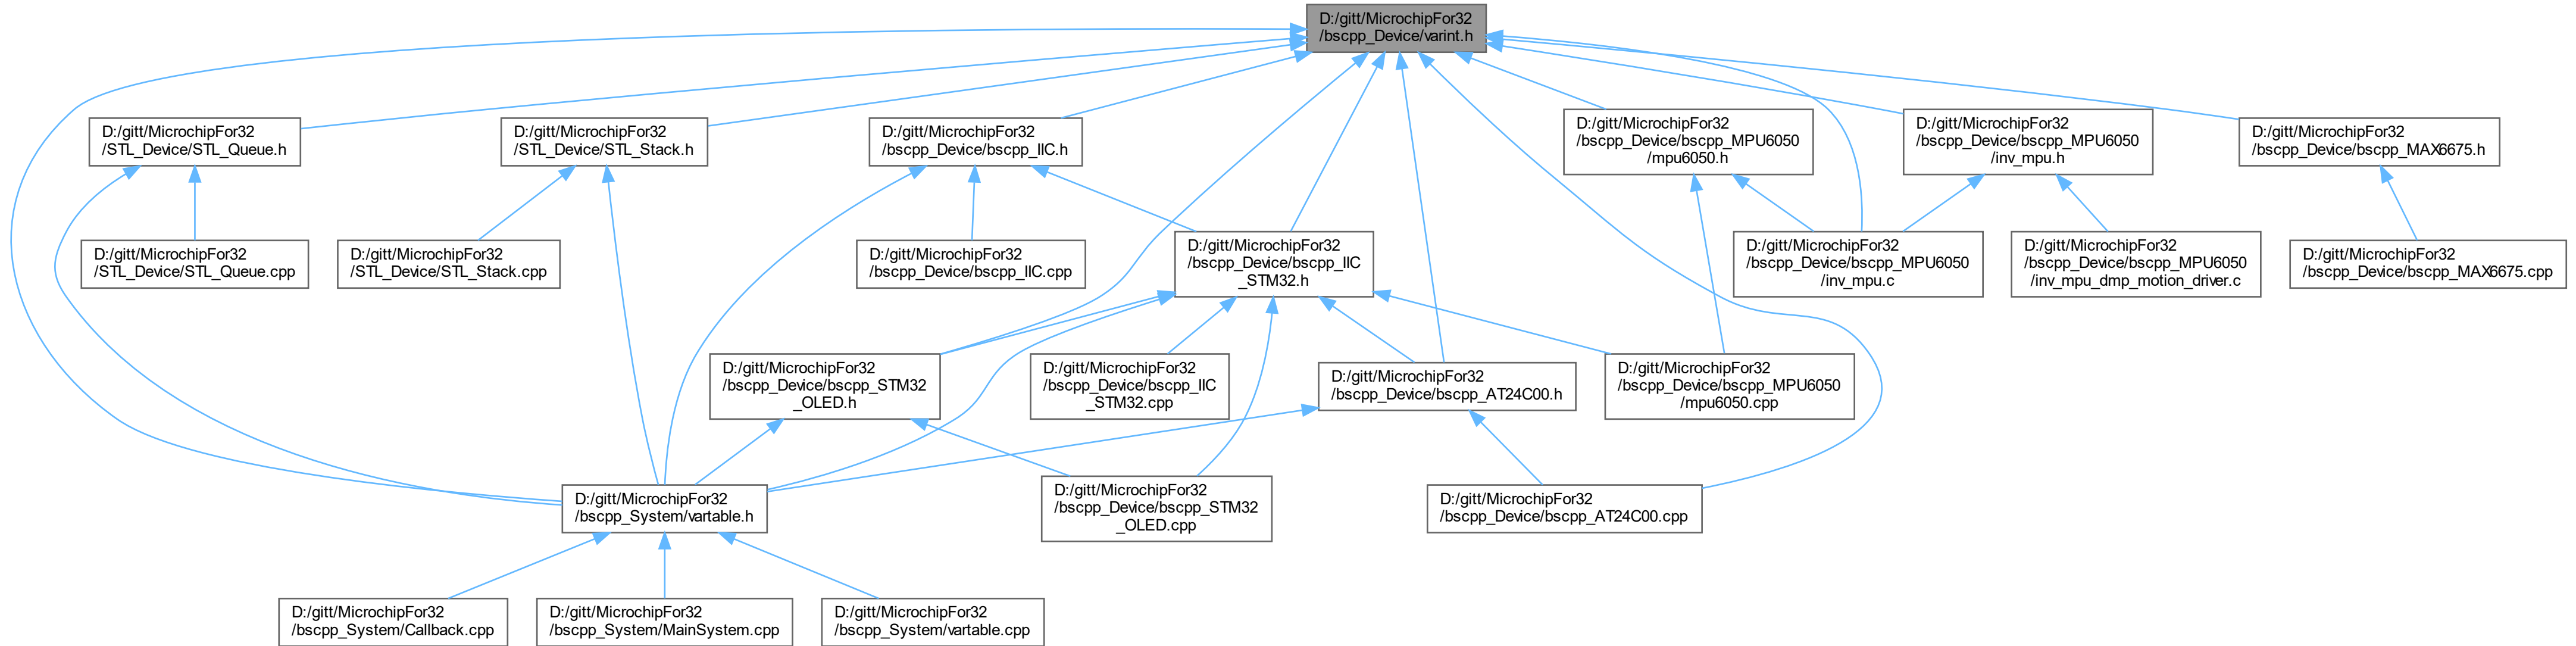 D:/gitt/MicrochipFor32
/bscpp_Device/varint.h
D:/gitt/MicrochipFor32
/STL_Device/STL_Queue.h
D:/gitt/MicrochipFor32
/STL_Device/STL_Stack.h
D:/gitt/MicrochipFor32
/bscpp_Device/bscpp_IIC.h
D:/gitt/MicrochipFor32
/bscpp_Device/bscpp_MPU6050
/mpu6050.h
D:/gitt/MicrochipFor32
/bscpp_Device/bscpp_MPU6050
/inv_mpu.h
D:/gitt/MicrochipFor32
/bscpp_Device/bscpp_MAX6675.h
D:/gitt/MicrochipFor32
/STL_Device/STL_Queue.cpp
D:/gitt/MicrochipFor32
/STL_Device/STL_Stack.cpp
D:/gitt/MicrochipFor32
/bscpp_Device/bscpp_IIC.cpp
D:/gitt/MicrochipFor32
/bscpp_Device/bscpp_IIC
_STM32.h
D:/gitt/MicrochipFor32
/bscpp_Device/bscpp_MPU6050
/inv_mpu.c
D:/gitt/MicrochipFor32
/bscpp_Device/bscpp_MPU6050
/inv_mpu_dmp_motion_driver.c
D:/gitt/MicrochipFor32
/bscpp_Device/bscpp_MAX6675.cpp
D:/gitt/MicrochipFor32
/bscpp_Device/bscpp_STM32
_OLED.h
D:/gitt/MicrochipFor32
/bscpp_Device/bscpp_IIC
_STM32.cpp
D:/gitt/MicrochipFor32
/bscpp_Device/bscpp_AT24C00.h
D:/gitt/MicrochipFor32
/bscpp_Device/bscpp_MPU6050
/mpu6050.cpp
D:/gitt/MicrochipFor32
/bscpp_System/vartable.h
D:/gitt/MicrochipFor32
/bscpp_Device/bscpp_STM32
_OLED.cpp
D:/gitt/MicrochipFor32
/bscpp_Device/bscpp_AT24C00.cpp
D:/gitt/MicrochipFor32
/bscpp_System/Callback.cpp
D:/gitt/MicrochipFor32
/bscpp_System/MainSystem.cpp
D:/gitt/MicrochipFor32
/bscpp_System/vartable.cpp